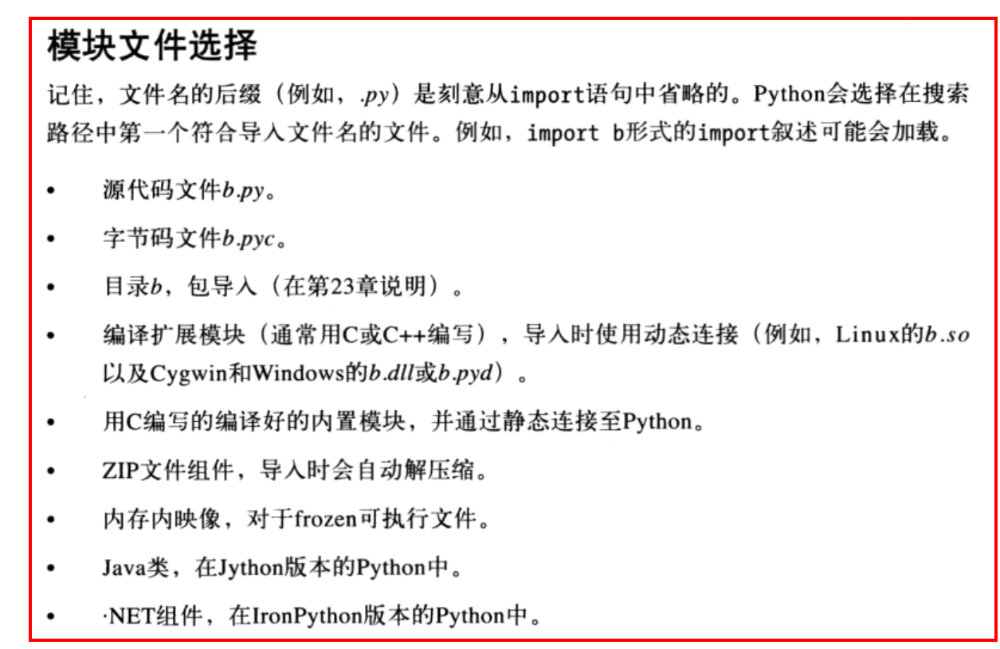 模块文件选择
记住，文件名的后缀（例如，.py）是刻意从import语句中省略的。Python会选择在搜索
路径中第一个符合导入文件名的文件。例如，import b形式的import叙述可能会加载。
• 源代码文件b.py。
• 字节码文件b.pyc。
• 目录b，包导入（在第23章说明）。
• 编译扩展模块（通常用C或C++编写），导入时使用动态连接（例如，Linux的b.so
以及Cygwin和Windows的b.dll或b.pyd）。
• 用C编写的编译好的内置模块，并通过静态连接至Python。
• ZIP文件组件，导入时会自动解压缩。
• 内存内映像，对于frozen可执行文件。
• Java类，在Jython版本的Python中。
• ·NET组件，在IronPython版本的Python中。